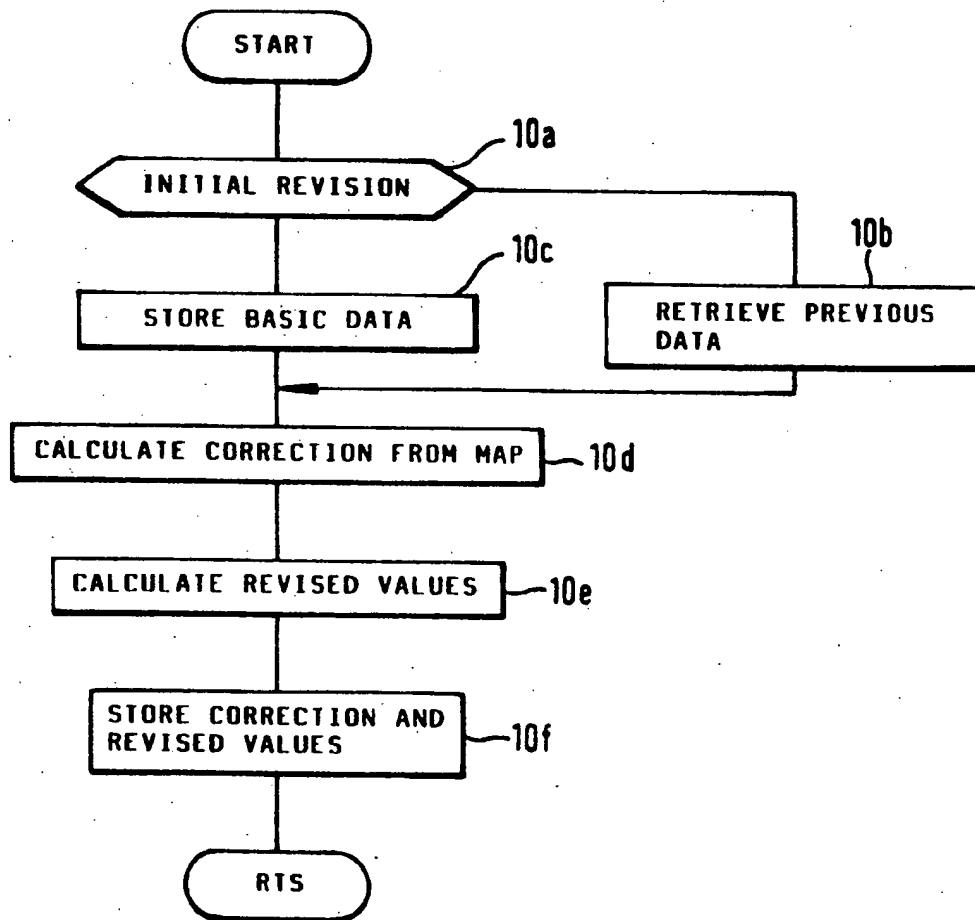 START
10a
INITIAL REVISION
10c
10b
STORE BASIC DATA
RETRIEVE PREVIOUS
DATA
CALCULATE CORRECTION FROM MAP
10d
CALCULATE REVISED VALUES
10e
STORE CORRECTION AND
REVISED VALUES
10f
RTS